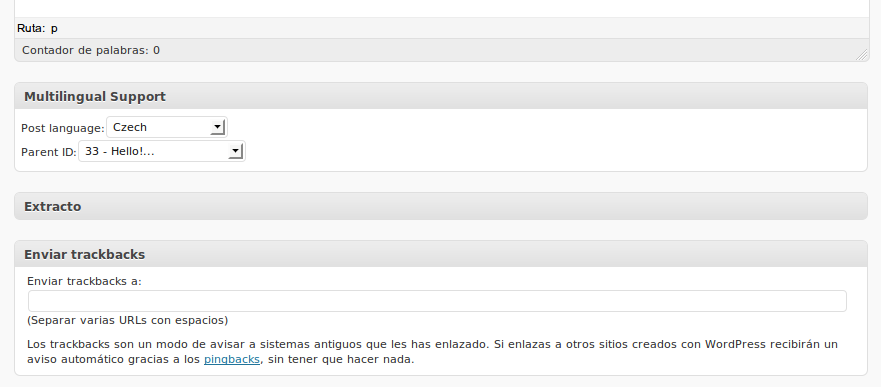 Ruta: p
Contador de palabras: 0
Multilingual Support
Post language: Czech
Parent ID: 33 - Hello!...
Extracto
Enviar trackbacks
Enviar trackbacks a:
(Separar varias URLs con espacios)
Los trackbacks son un modo de avisar a sistemas antiguos que les has enlazado. Si enlazas a otros sitios creados con WordPress recibirán un
aviso automático gracias a los pingbacks, sin tener que hacer nada.